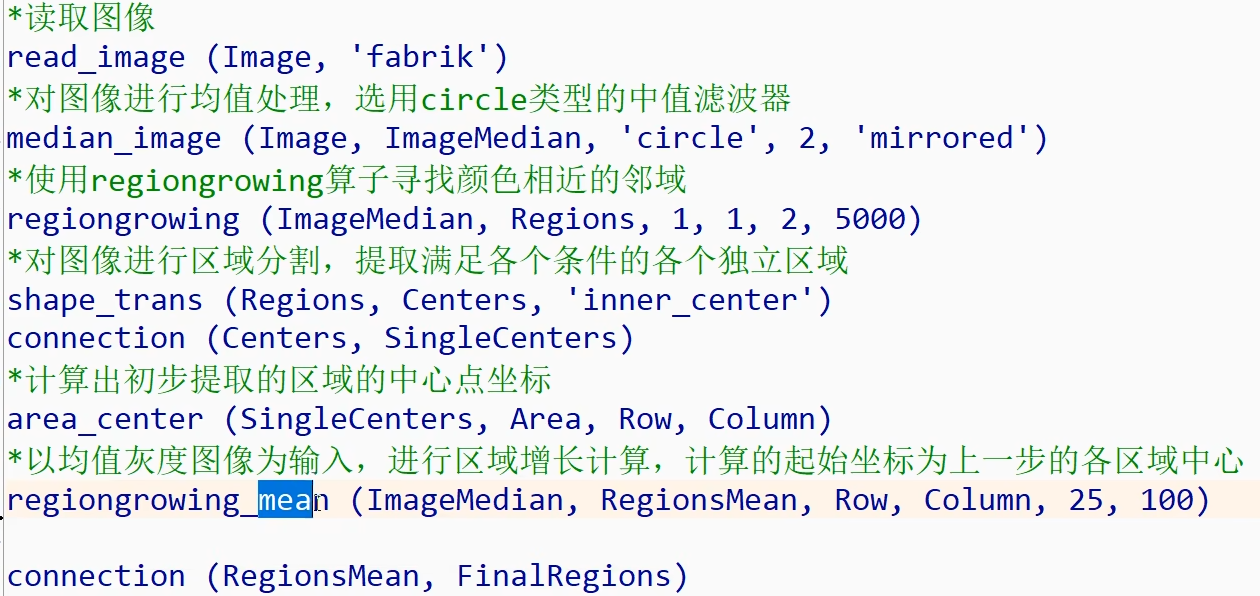 *读取图像
read_image (Image, 'fabrik')
*对图像进行均值处理，选用circle类型的中值滤波器
median_image (Image, ImageMedian, 'circle', 2, 'mirrored')
*使用regiongrowing算子寻找颜色相近的邻域
regiongrowing (ImageMedian, Regions, 1, 1, 2, 5000)
*对图像进行区域分割，提取满足各个条件的各个独立区域
shape_trans (Regions, Centers, 'inner_center')
connection (Centers, SingleCenters)
*计算出初步提取的区域的中心点坐标
area_center (SingleCenters, Area, Row, Column)
*以均值灰度图像为输入，进行区域增长计算，计算的起始坐标为上一步的各区域中心
regiongrowing_mean (ImageMedian, RegionsMean, Row, Column, 25, 100)
connection (RegionsMean, FinalRegions)